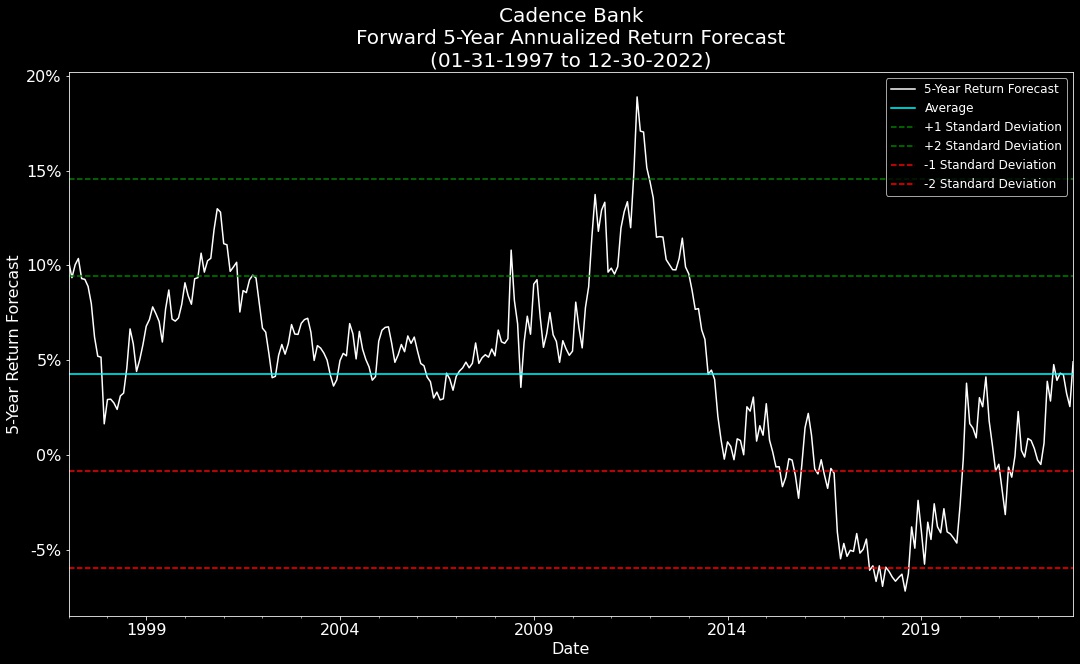 Cadence Bank
Forward 5-Year Annualized Return Forecast
(01-31-1997 to 12-30-2022)
5-Year Return Forecast
20%
15%
10%
5%
0%
-5%
5-Year Return Forecast
Average
+1 Standard Deviation
+2 Standard Deviation
-1 Standard Deviation
-2 Standard Deviation
1999
2004
2009
2014
2019
Date